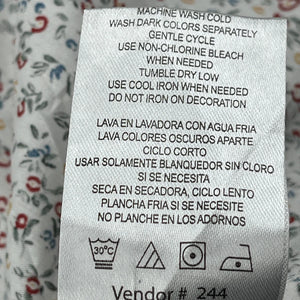 MACHINE WASH COLD
WASH DARK COLORS SEPARATELY
GENTLE CYCLE
USE NON-CHLORINE BLEACH
WHEN NEEDED
TUMBLE DRY LOW
USE COOL IRON WHEN NEEDED
DO NOT IRON ON DECORATION
LAVA EN LAVADORA CON AGUA FRIA
LAVA COLORES OSCUROS APARTE
CICLO CORTO
USAR SOLAMENTE BLANQUEDOR SIN CLORO
SI SE NECESITA
SECA EN SECADORA, CICLO LENTO
PLANCHA FRIA SI SE NECESITA
NO PLANCHE EN LOS ADORNOS
30°C
Vendor # 244